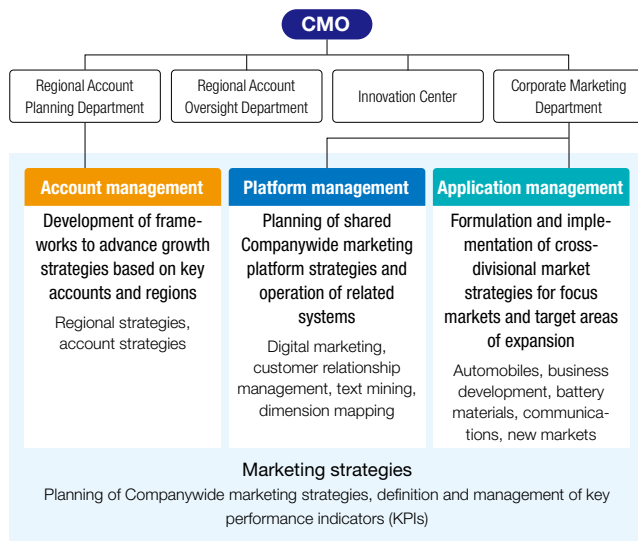 CMO
Regional Account
Planning Department
Regional Account
Oversight Department
Innovation Center
Corporate Marketing
Department
Account management
Development of frame-
works to advance growth
strategies based on key
accounts and regions
Regional strategies,
account strategies
Platform management
Planning of shared
Companywide marketing
platform strategies and
operation of related
systems
Digital marketing,
customer relationship
management, text mining,
dimension mapping
Application management
Formulation and imple-
mentation of cross-
divisional market
strategies for focus
markets and target areas
of expansion
Automobiles, business
development, battery
materials, communica-
tions, new markets
Marketing strategies
Planning of Companywide marketing strategies, definition and management of key
performance indicators (KPIs)